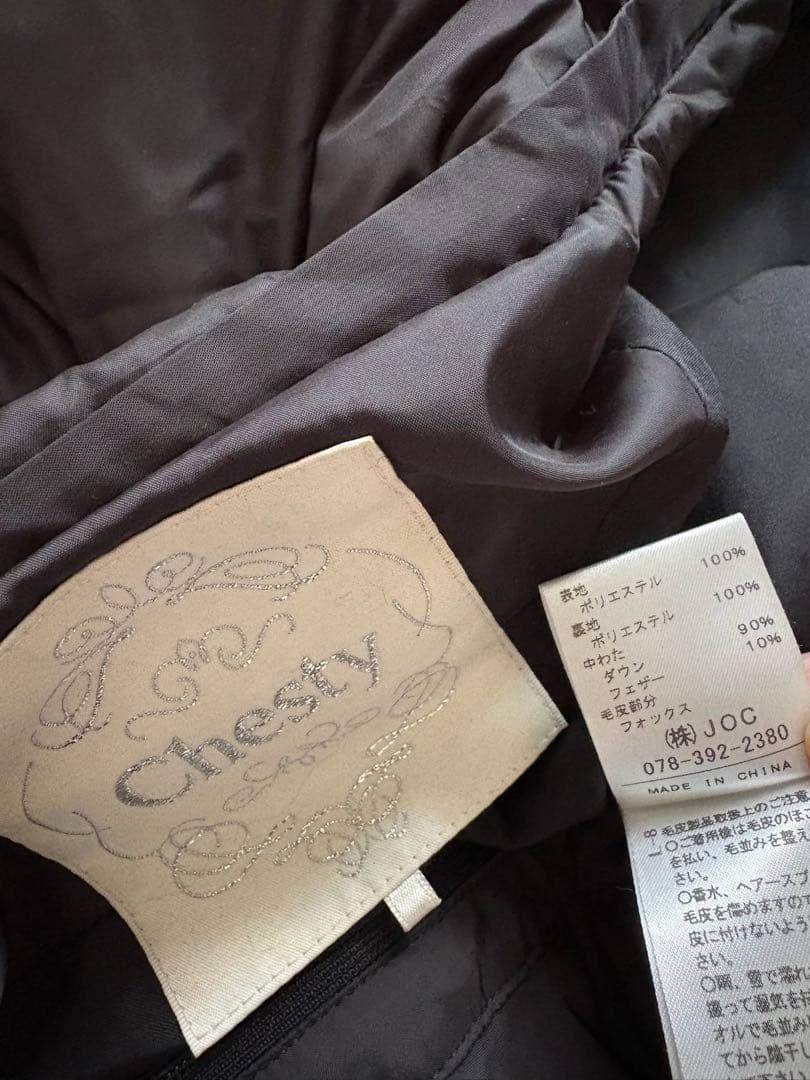 Chesty
表地
ポリエステル 100%
裏地
ポリエステル 100%
中わた
ダウン 90%
フェザー 10%
毛皮部分
フォックス
(株)JOC
078-392-2380
MADE IN CHINA
毛皮製品取扱上のご注意
〇ご着用後は毛皮のほこ
を払い、毛並みを整え
さい。
〇香水、ヘアースプ
毛皮を傷めますの
皮に付けないよう
さい。
〇雨、雪で濡れ
湿気を
オルで毛並み
てから陰干し
て下さい